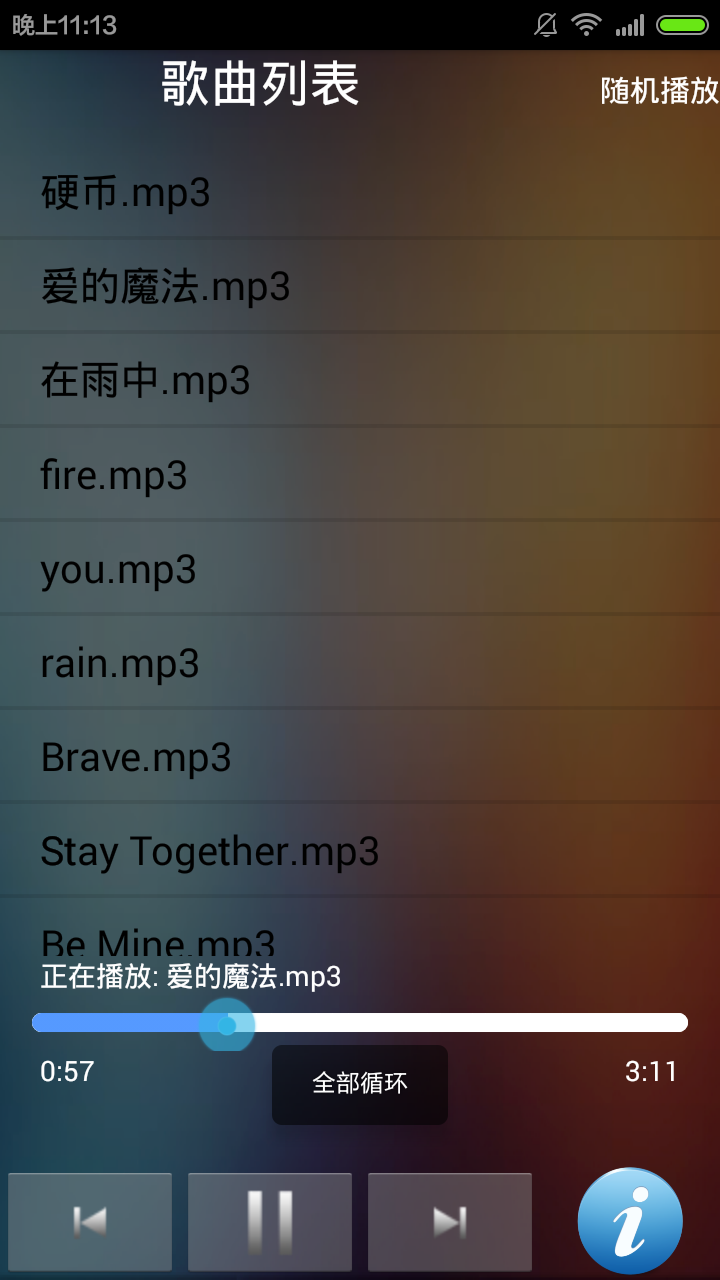 晚上11:13
歌曲列表
随机播放
硬币.mp3
爱的魔法.mp3
在雨中.mp3
fire.mp3
you.mp3
rain.mp3
Brave.mp3
Stay Together.mp3
Be Mine.mp3
正在播放: 爱的魔法.mp3
0:57
全部循环
3:11